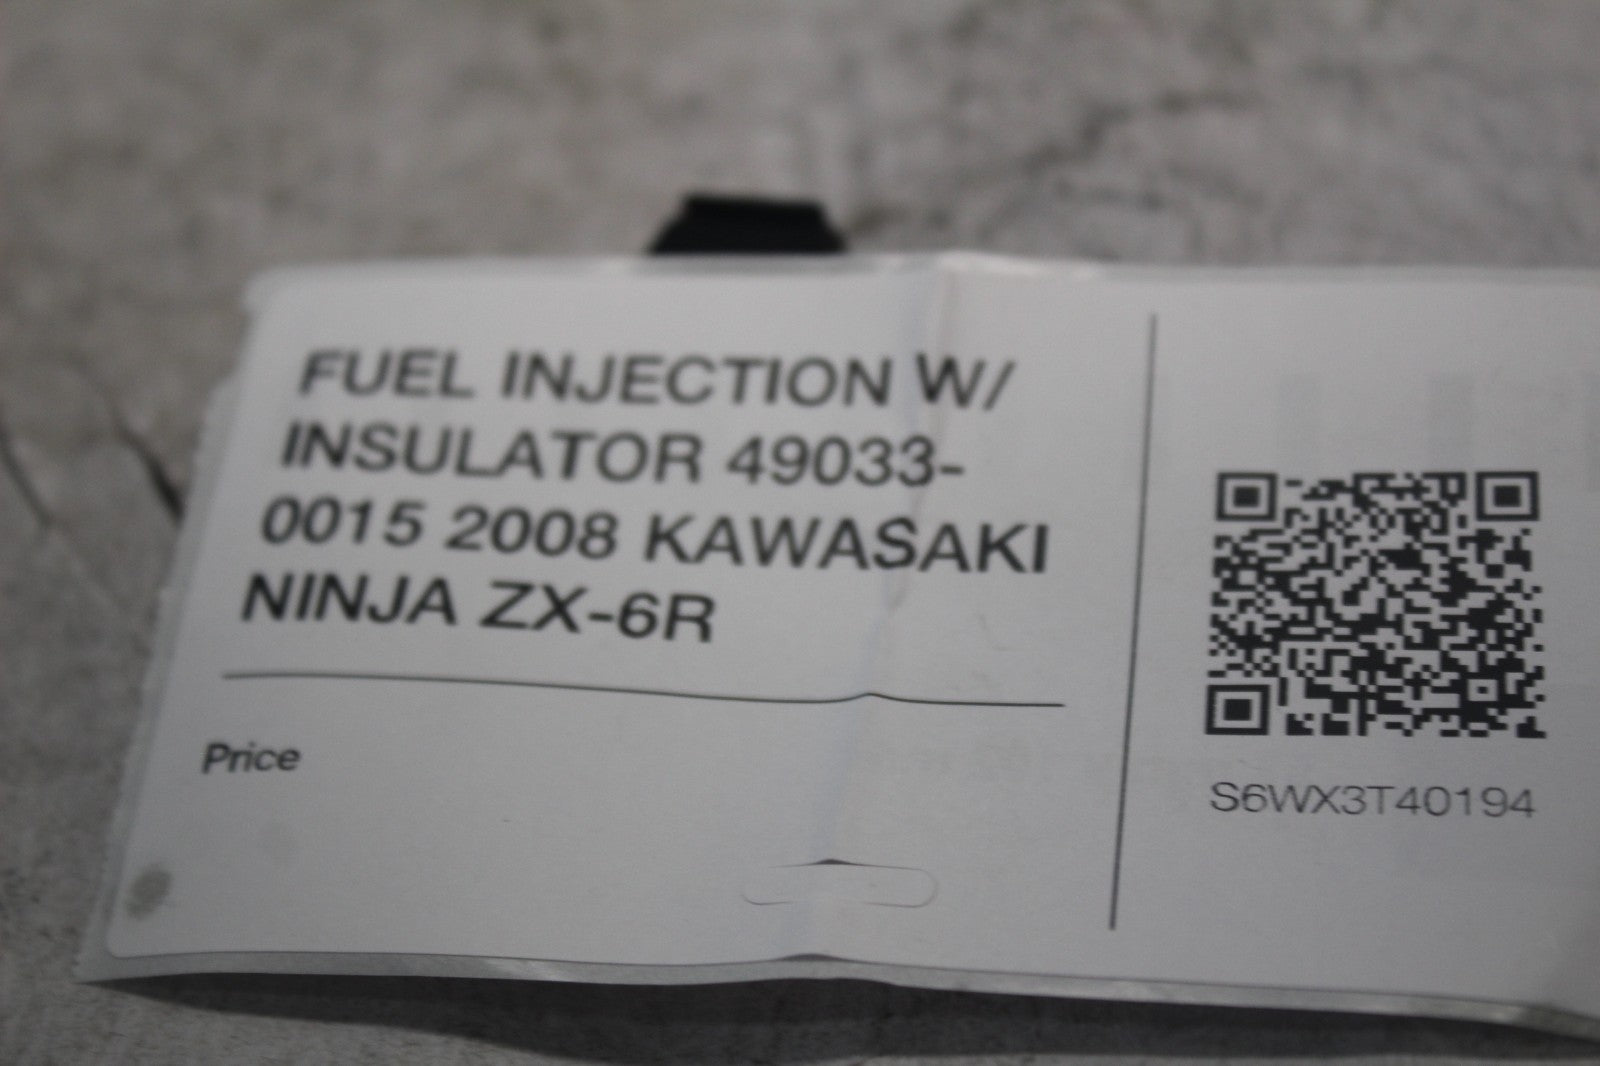 FUEL INJECTION W/
INSULATOR 49033-
0015 2008 KAWASAKI
NINJA ZX-6R
Price
S6WX3T40194